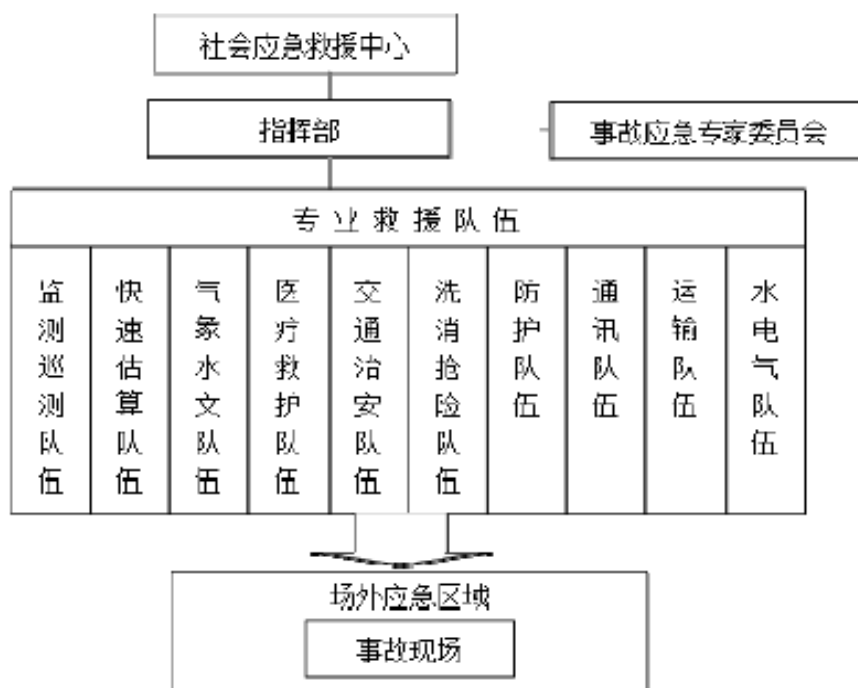 社会应急救援中心
指挥部
事故应急专家委员会
专业救援队伍
监测巡测队伍
快速估算队伍
气象水文队伍
医疗救护队伍
交通治安队伍
洗消抢险队伍
防护队伍
通讯队伍
运输队伍
水电气队伍
场外应急区域
事故现场